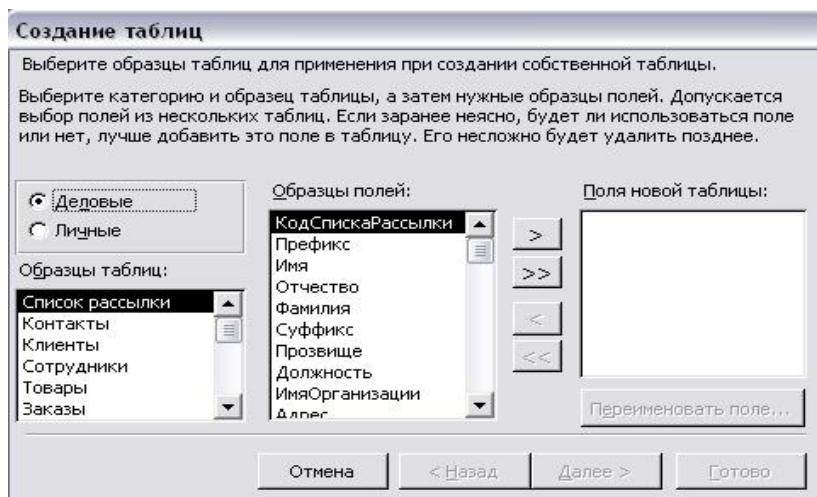 Создание таблиц
Выберите образцы таблиц для применения при создании собственной таблицы.
Выберите категорию и образец таблицы, а затем нужные образцы полей. Допускается
выбор полей из нескольких таблиц. Если заранее неясно, будет ли использоваться поле
или нет, лучше добавить это поле в таблицу. Его несложно будет удалить позднее.
Деловые
Личные
Образцы таблиц:
Список рассылки
Контакты
Клиенты
Сотрудники
Товары
Заказы
Образцы полей:
КодСпискаРассылки
Префикс
Имя
Отчество
Фамилия
Суффикс
Прозвище
Должность
ИмяОрганизации
Адрес
>
>>
<
<<
Поля новой таблицы:
Переименовать поле...
Отмена
< Назад
Далее >
Готово